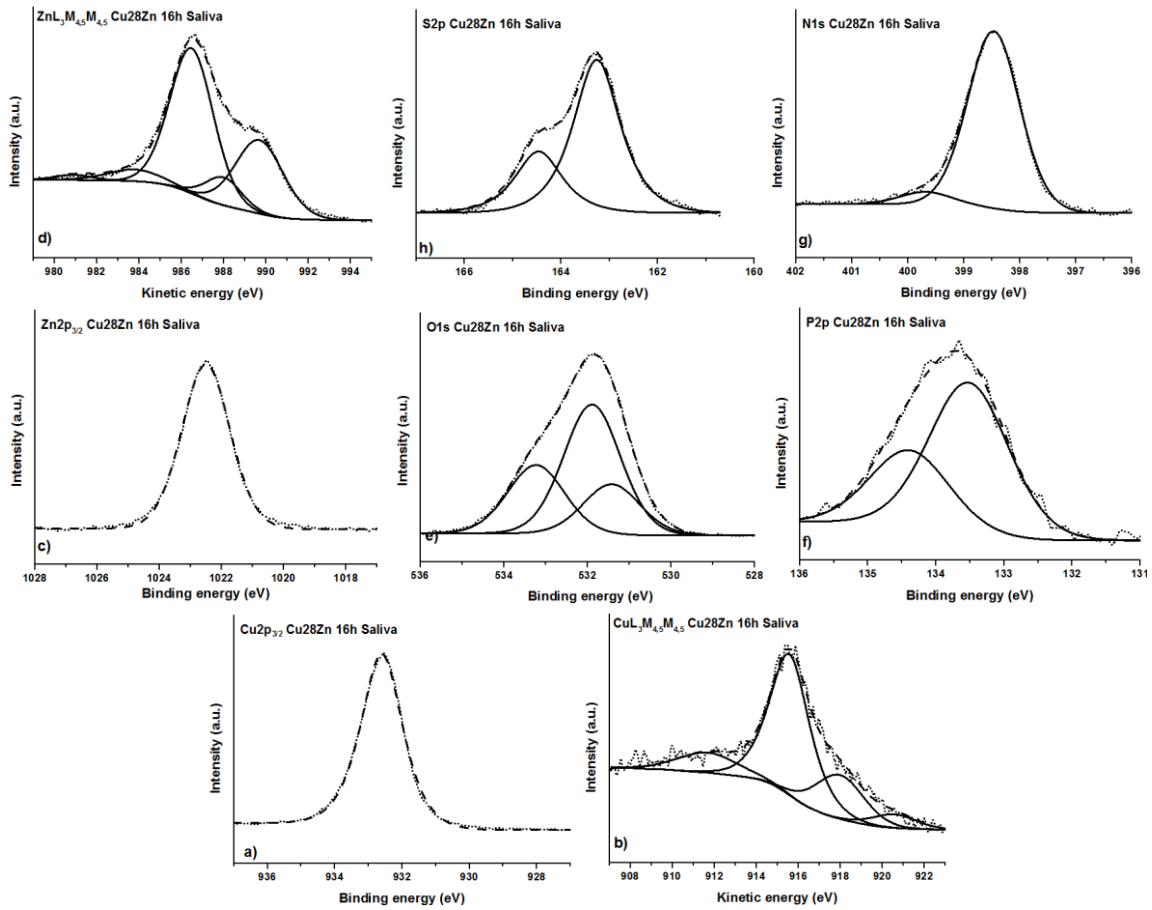 ZnL₃M₄,₅M₄,₅ Cu28Zn 16h Saliva
Intensity (a.u.)
d)
980 982 984 986 988 990 992 994
Kinetic energy (eV)
S2p Cu28Zn 16h Saliva
Intensity (a.u.)
h)
166 164 162 160
Binding energy (eV)
N1s Cu28Zn 16h Saliva
Intensity (a.u.)
g)
402 401 400 399 398 397 396
Binding energy (eV)
Zn2p₃/₂ Cu28Zn 16h Saliva
Intensity (a.u.)
c)
1028 1026 1024 1022 1020 1018
Binding energy (eV)
O1s Cu28Zn 16h Saliva
Intensity (a.u.)
e)
536 534 532 530 528
Binding energy (eV)
P2p Cu28Zn 16h Saliva
Intensity (a.u.)
f)
136 135 134 133 132 131
Binding energy (eV)
Cu2p₃/₂ Cu28Zn 16h Saliva
Intensity (a.u.)
a)
936 934 932 930 928
Binding energy (eV)
CuL₃M₄,₅M₄,₅ Cu28Zn 16h Saliva
Intensity (a.u.)
b)
908 910 912 914 916 918 920 922
Kinetic energy (eV)